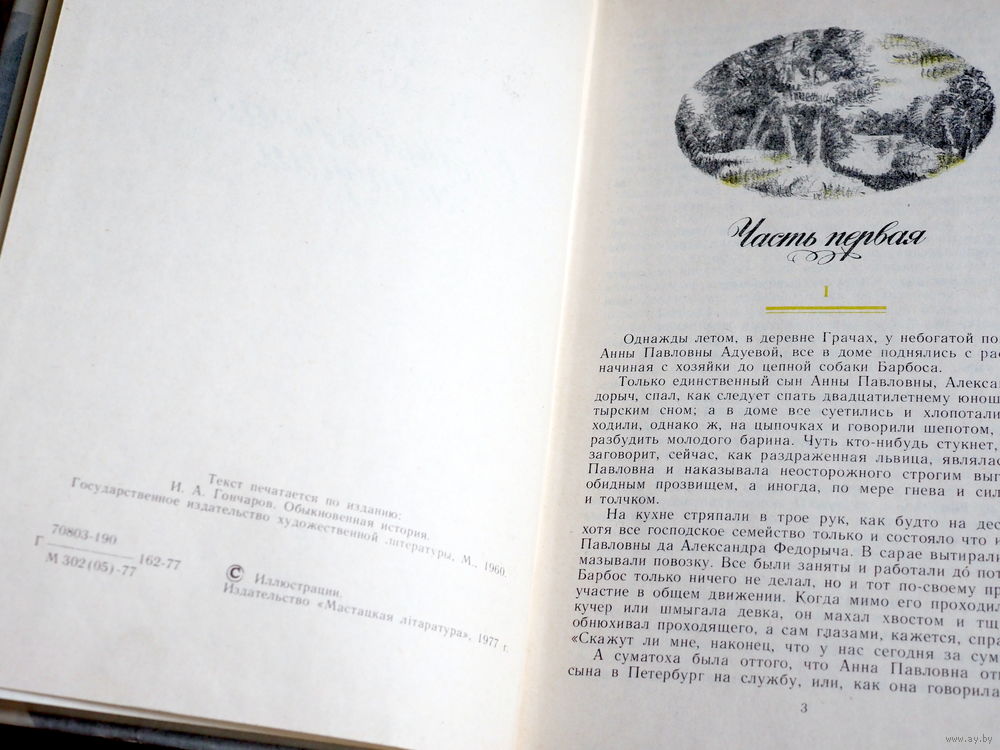 Текст печатается по изданию:
И. А. Гончаров. Обыкновенная история.
Государственное издательство художественной литературы, М., 1960.
70803-190
Г 162-77
М 302(05)-77
© Иллюстрации.
Издательство «Мастацкая літаратура», 1977 г.
Часть первая
I
Однажды летом, в деревне Грачах, у небогатой по
Анны Павловны Адуевой, все в доме поднялись с рас
начиная с хозяйки до цепной собаки Барбоса.
Только единственный сын Анны Павловны, Алекса
дорыч, спал, как следует спать двадцатилетнему юнош
тырским сном; а в доме все суетились и хлопотали
ходили, однако ж, на цыпочках и говорили шепотом,
разбудить молодого барина. Чуть кто-нибудь стукнет,
заговорит, сейчас, как раздраженная львица, являлас
Павловна и наказывала неосторожного строгим выг
обидным прозвищем, а иногда, по мере гнева и сил
и толчком.
На кухне стряпали в трое рук, как будто на дес
хотя все господское семейство только и состояло что и
Павловны да Александра Федорыча. В сарае вытирали
мазывали повозку. Все были заняты и работали до́ пот
Барбос только ничего не делал, но и тот по-своему пр
участие в общем движении. Когда мимо его проходил
кучер или шмыгала девка, он махал хвостом и тщ
обнюхивал проходящего, а сам глазами, кажется, спра
«Скажут ли мне, наконец, что у нас сегодня за сум
А суматоха была оттого, что Анна Павловна отп
сына в Петербург на службу, или, как она говорила
3
www.ay.by